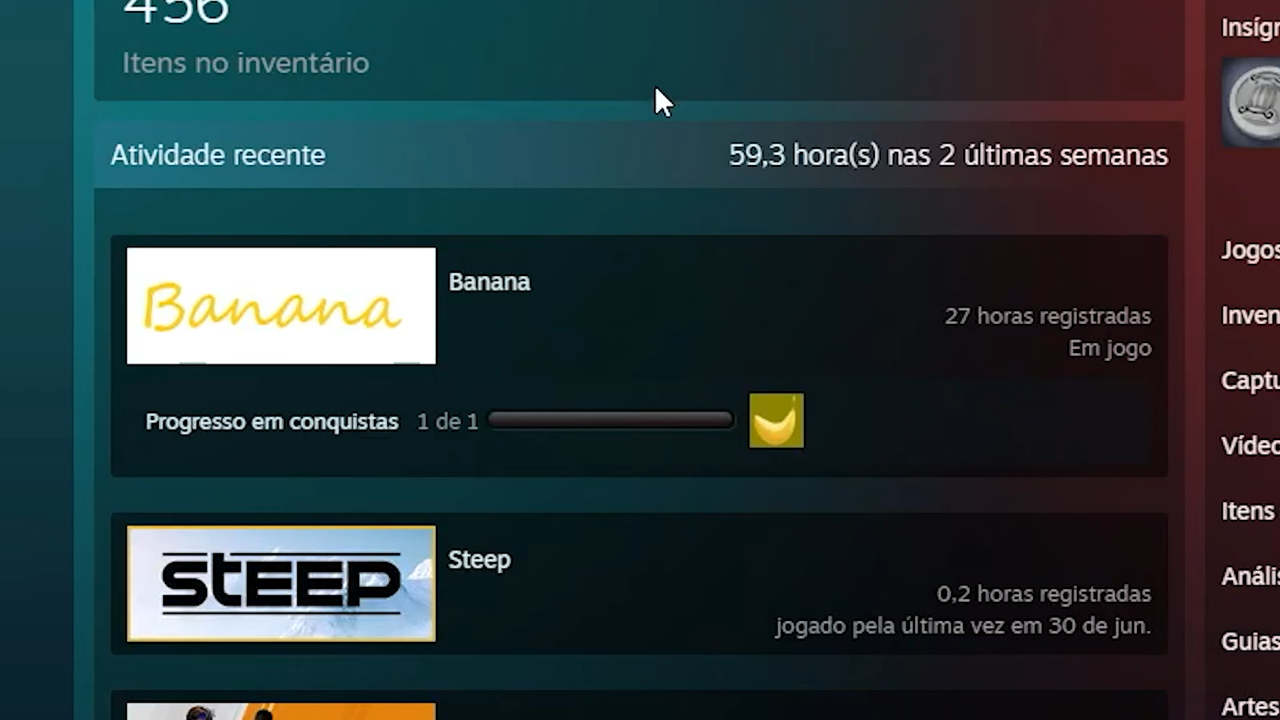 456
Itens no inventário
Atividade recente
59,3 hora(s) nas 2 últimas semanas
Banana
Banana
27 horas registradas
Em jogo
Progresso em conquistas 1 de 1
STEEP
Steep
0,2 horas registradas
jogado pela última vez em 30 de jun.
Insíg
Jogos
Inven
Captu
Vídeo
Itens
Anális
Guias
Artes